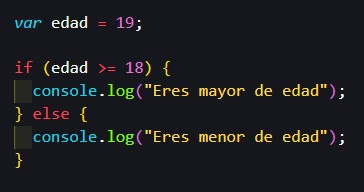 var edad = 19;
if (edad >= 18) {
  console.log("Eres mayor de edad");
} else {
  console.log("Eres menor de edad");
}